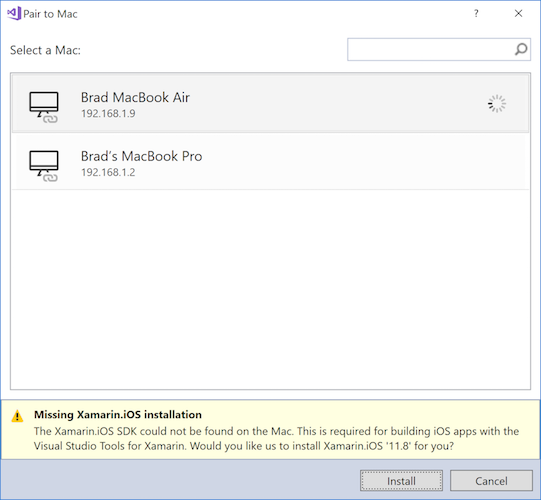 Pair to Mac
?
Select a Mac:
Brad MacBook Air
192.168.1.9
Brad's MacBook Pro
192.168.1.2
Missing Xamarin.iOS installation
The Xamarin.iOS SDK could not be found on the Mac. This is required for building iOS apps with the
Visual Studio Tools for Xamarin. Would you like us to install Xamarin.iOS '11.8' for you?
Install
Cancel